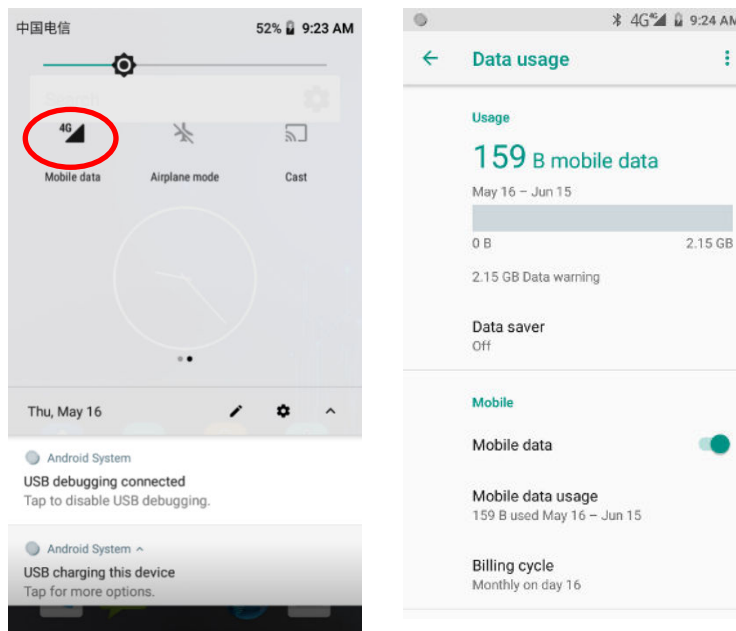 中国电信
52% 9:23 AM
4G
Mobile data
Airplane mode
Cast
Thu, May 16
Android System
USB debugging connected
Tap to disable USB debugging.
Android System
USB charging this device
Tap for more options.
4G 9:24 AM
Data usage
Usage
159 B mobile data
May 16 – Jun 15
0 B
2.15 GB
2.15 GB Data warning
Data saver
Off
Mobile
Mobile data
Mobile data usage
159 B used May 16 – Jun 15
Billing cycle
Monthly on day 16